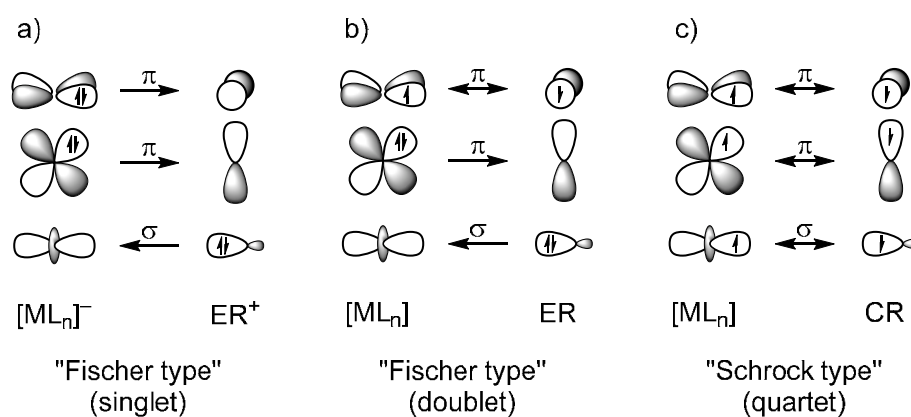 a) b) c)
π π π
π π π
σ σ σ
[MLₙ]⁻ ER⁺ [MLₙ] ER [MLₙ] CR
"Fischer type" "Fischer type" "Schrock type"
(singlet) (doublet) (quartet)